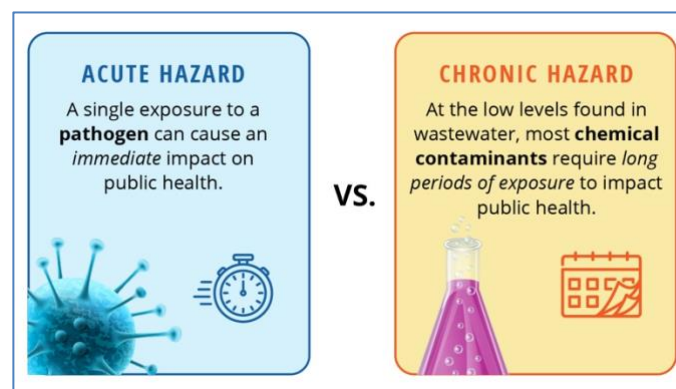 ACUTE HAZARD
A single exposure to a
pathogen can cause an
immediate impact on
public health.
VS.
CHRONIC HAZARD
At the low levels found in
wastewater, most chemical
contaminants require long
periods of exposure to impact
public health.